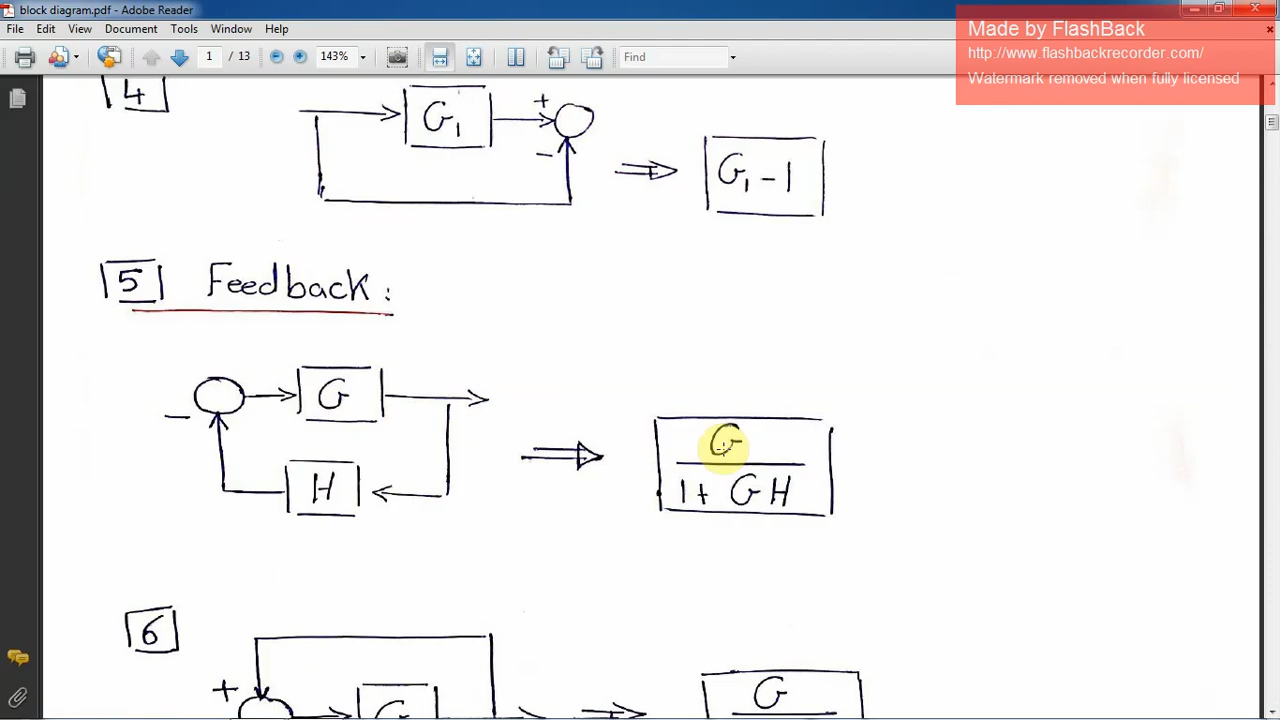 block diagram.pdf - Adobe Reader
File Edit View Document Tools Window Help
1 / 13 143% Find
Made by FlashBack
http://www.flashbackrecorder.com/
Watermark removed when fully licensed
4
G₁ +
−
G₁ − 1
5 Feedback :
G
−
H
G
1 + GH
6
+
G
G